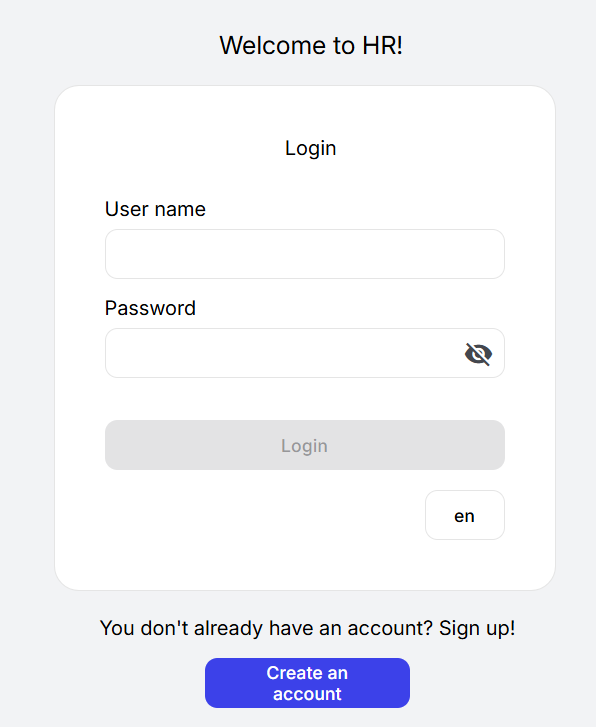 Welcome to HR!
Login
User name
Password
Login
en
You don't already have an account? Sign up!
Create an
account